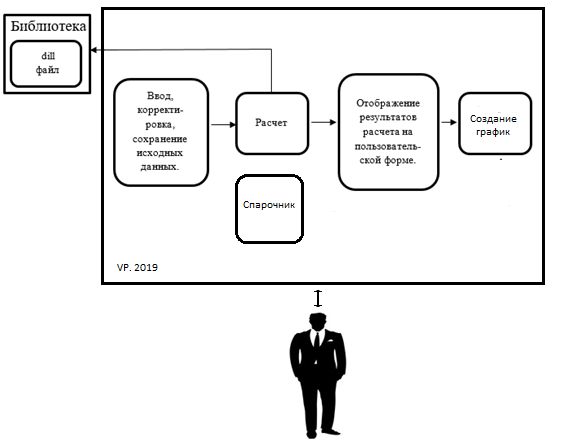 Библиотека
dill
файл
Ввод,
корректи-
ровка,
сохранение
исходных
данных.
Расчет
Отображение
результатов
расчета на
пользователь-
ской форме.
Создание
график
Спарочник
VP. 2019